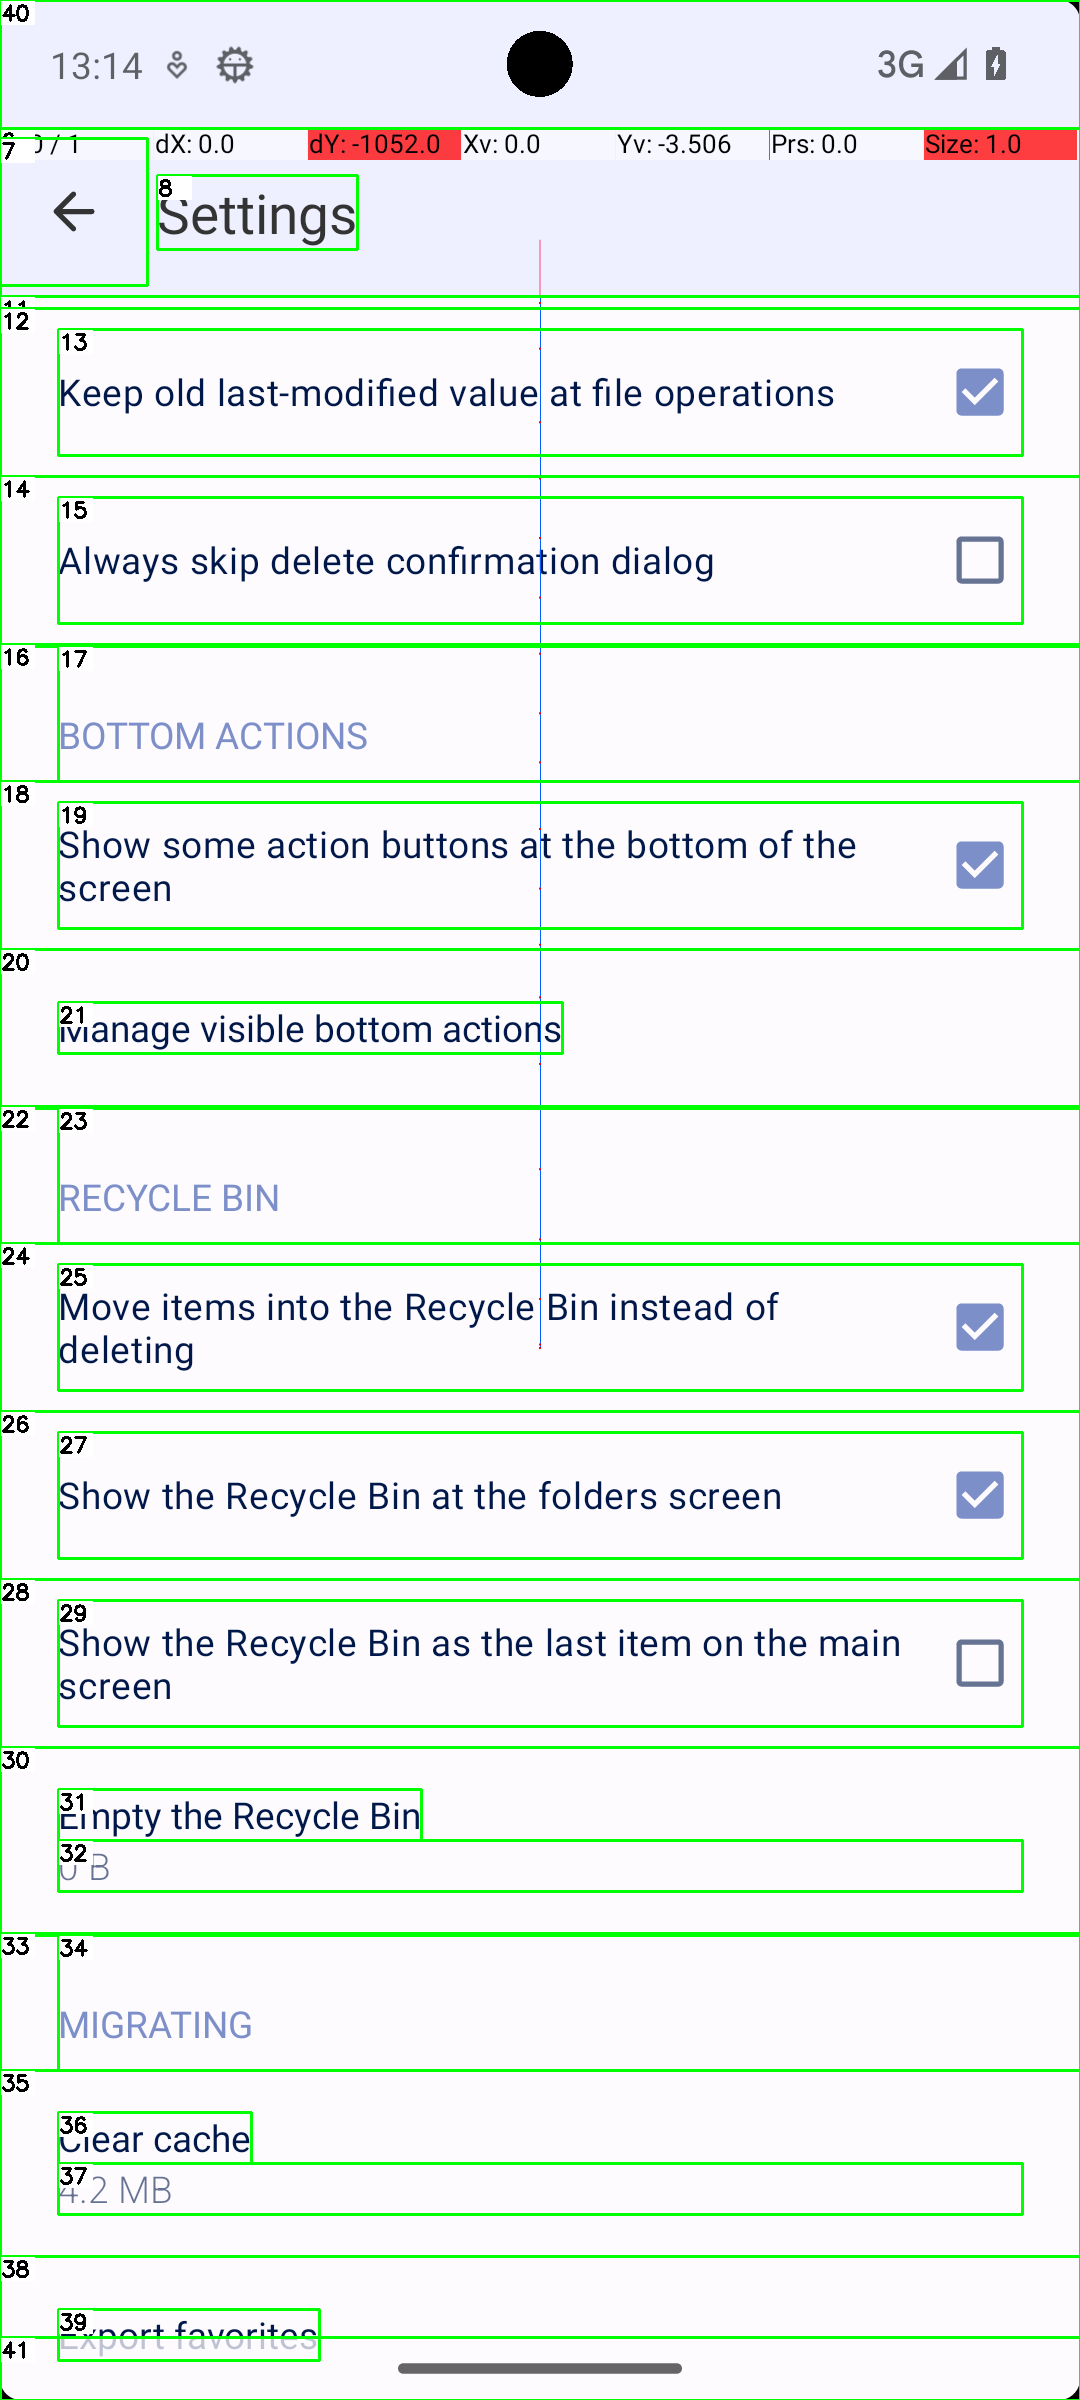 40
13:14
3G
0 / 1
dX: 0.0
dY: -1052.0
Xv: 0.0
Yv: -3.506
Prs: 0.0
Size: 1.0
7
8
Settings
11
12
13
Keep old last-modified value at file operations
14
15
Always skip delete confirmation dialog
16
17
BOTTOM ACTIONS
18
19
Show some action buttons at the bottom of the
screen
20
21
Manage visible bottom actions
22
23
RECYCLE BIN
24
25
Move items into the Recycle Bin instead of
deleting
26
27
Show the Recycle Bin at the folders screen
28
29
Show the Recycle Bin as the last item on the main
screen
30
31
Empty the Recycle Bin
32
0 B
33
34
MIGRATING
35
36
Clear cache
37
4.2 MB
38
39
Export favorites
41